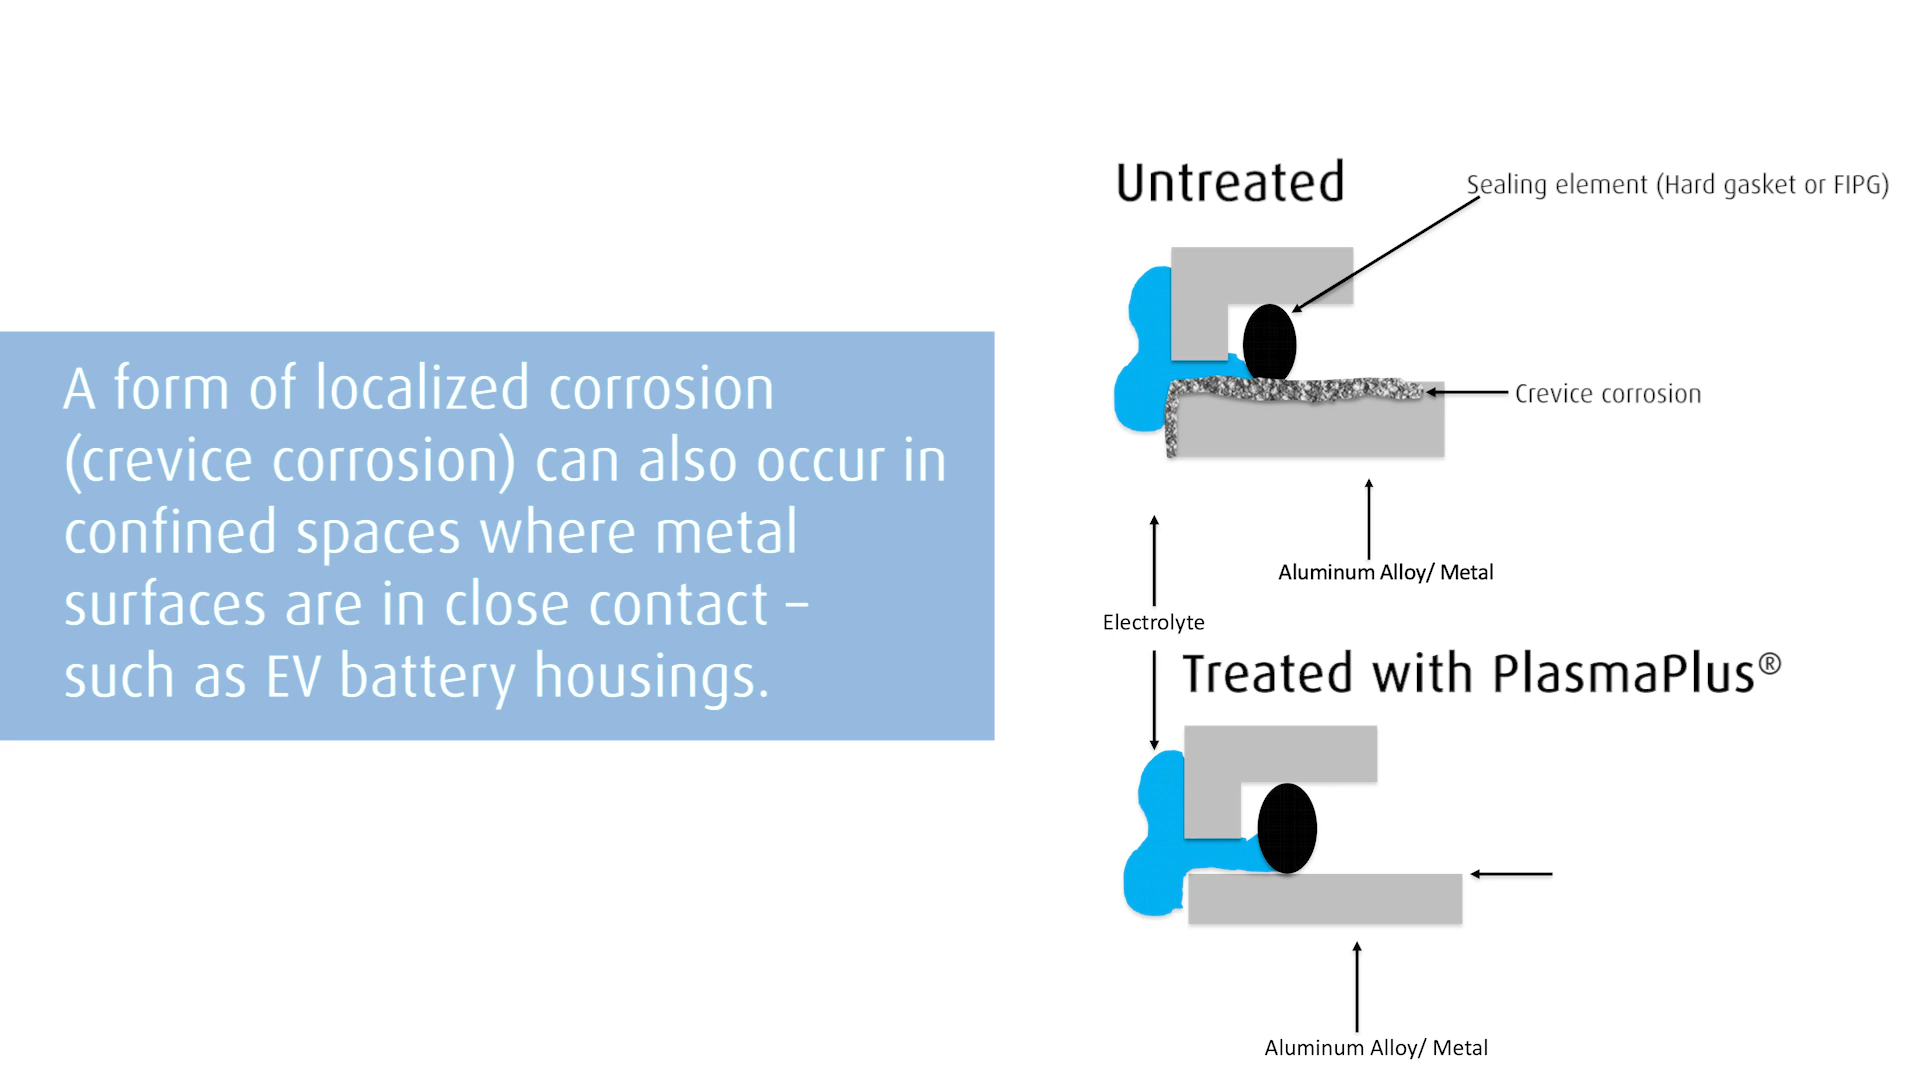 A form of localized corrosion
(crevice corrosion) can also occur in
confined spaces where metal
surfaces are in close contact –
such as EV battery housings.
Untreated
Sealing element (Hard gasket or FIPG)
Crevice corrosion
Aluminum Alloy/ Metal
Electrolyte
Treated with PlasmaPlus®
Aluminum Alloy/ Metal